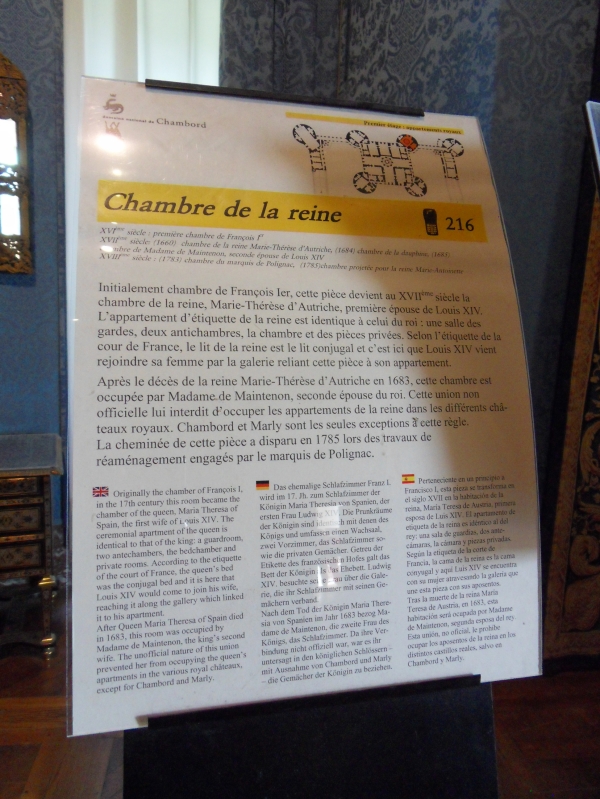 Domaine national de Chambord
Premier étage : appartements royaux
Chambre de la reine
216
XVIème siècle : première chambre de François Ier
XVIIème siècle: (1660) chambre de la reine Marie-Thérèse d'Autriche, (1684) chambre de la dauphine, (1685)
chambre de Madame de Maintenon, seconde épouse de Louis XIV
XVIIIème siècle : (1783) chambre du marquis de Polignac, (1785)chambre projetée pour la reine Marie-Antoinette
Initialement chambre de François Ier, cette pièce devient au XVIIème siècle la
chambre de la reine, Marie-Thérèse d'Autriche, première épouse de Louis XIV.
L'appartement d'étiquette de la reine est identique à celui du roi : une salle des
gardes, deux antichambres, la chambre et des pièces privées. Selon l'étiquette de la
cour de France, le lit de la reine est le lit conjugal et c'est ici que Louis XIV vient
rejoindre sa femme par la galerie reliant cette pièce à son appartement.
Après le décès de la reine Marie-Thérèse d'Autriche en 1683, cette chambre est
occupée par Madame de Maintenon, seconde épouse du roi. Cette union non
officielle lui interdit d'occuper les appartements de la reine dans les différents châ-
teaux royaux. Chambord et Marly sont les seules exceptions à cette règle.
La cheminée de cette pièce a disparu en 1785 lors des travaux de
réaménagement engagés par le marquis de Polignac.
Originally the chamber of François I,
in the 17th century this room became the
chamber of the queen, Maria Theresa of
Spain, the first wife of Louis XIV. The
ceremonial apartment of the queen is
identical to that of the king: a guardroom,
two antechambers, the bedchamber and
private rooms. According to the etiquette
of the court of France, the queen's bed
was the conjugal bed and it is here that
Louis XIV would come to join his wife,
reaching it along the gallery which linked
it to his apartment.
After Queen Maria Theresa of Spain died
in 1683, this room was occupied by
Madame de Maintenon, the king's second
wife. The unofficial nature of this union
prevented her from occupying the queen's
apartments in the various royal châteaux,
except for Chambord and Marly.
Das ehemalige Schlafzimmer Franz I.
wird im 17. Jh. zum Schlafzimmer der
Königin Maria Theresia von Spanien, der
ersten Frau Ludwig XIV. Die Prunkräume
der Königin sind identisch mit denen des
Königs und umfassen einen Wachsaal,
zwei Vorzimmer, das Schlafzimmer so-
wie die privaten Gemächer. Getreu der
Etikette des französischen Hofes galt das
Bett der Königin als das Ehebett. Ludwig
XIV. besuchte seine Frau über die Gale-
rie, die ihr Schlafzimmer mit seinen Ge-
mächern verband.
Nach dem Tod der Königin Maria There-
sia von Spanien im Jahr 1683 bezog Ma-
dame de Maintenon, die zweite Frau des
Königs, das Schlafzimmer. Da ihre Ver-
bindung nicht offiziell war, war es ihr
untersagt in den königlichen Schlössern –
mit Ausnahme von Chambord und Marly
– die Gemächer der Königin zu beziehen.
Perteneciente en un principio a
Francisco I, esta pieza se transforma en
el siglo XVII en la habitación de la
reina, María Teresa de Austria, primera
esposa de Luis XIV. El apartamento de
etiqueta de la reina es idéntico al del
rey: una sala de guardias, dos ante-
cámaras, la cámara y piezas privadas.
Según la etiqueta de la corte de
Francia, la cama de la reina es la cama
conyugal y aquí Luis XIV se encuentra
con su mujer atravesando la galería que
une esta pieza con sus aposentos.
Tras la muerte de la reina María
Teresa de Austria, en 1683, esta
habitación será ocupada por Madame
de Maintenon, segunda esposa del rey.
Esta unión, no oficial, le prohíbe
ocupar los aposentos de la reina en los
distintos castillos reales, salvo en
Chambord y Marly.